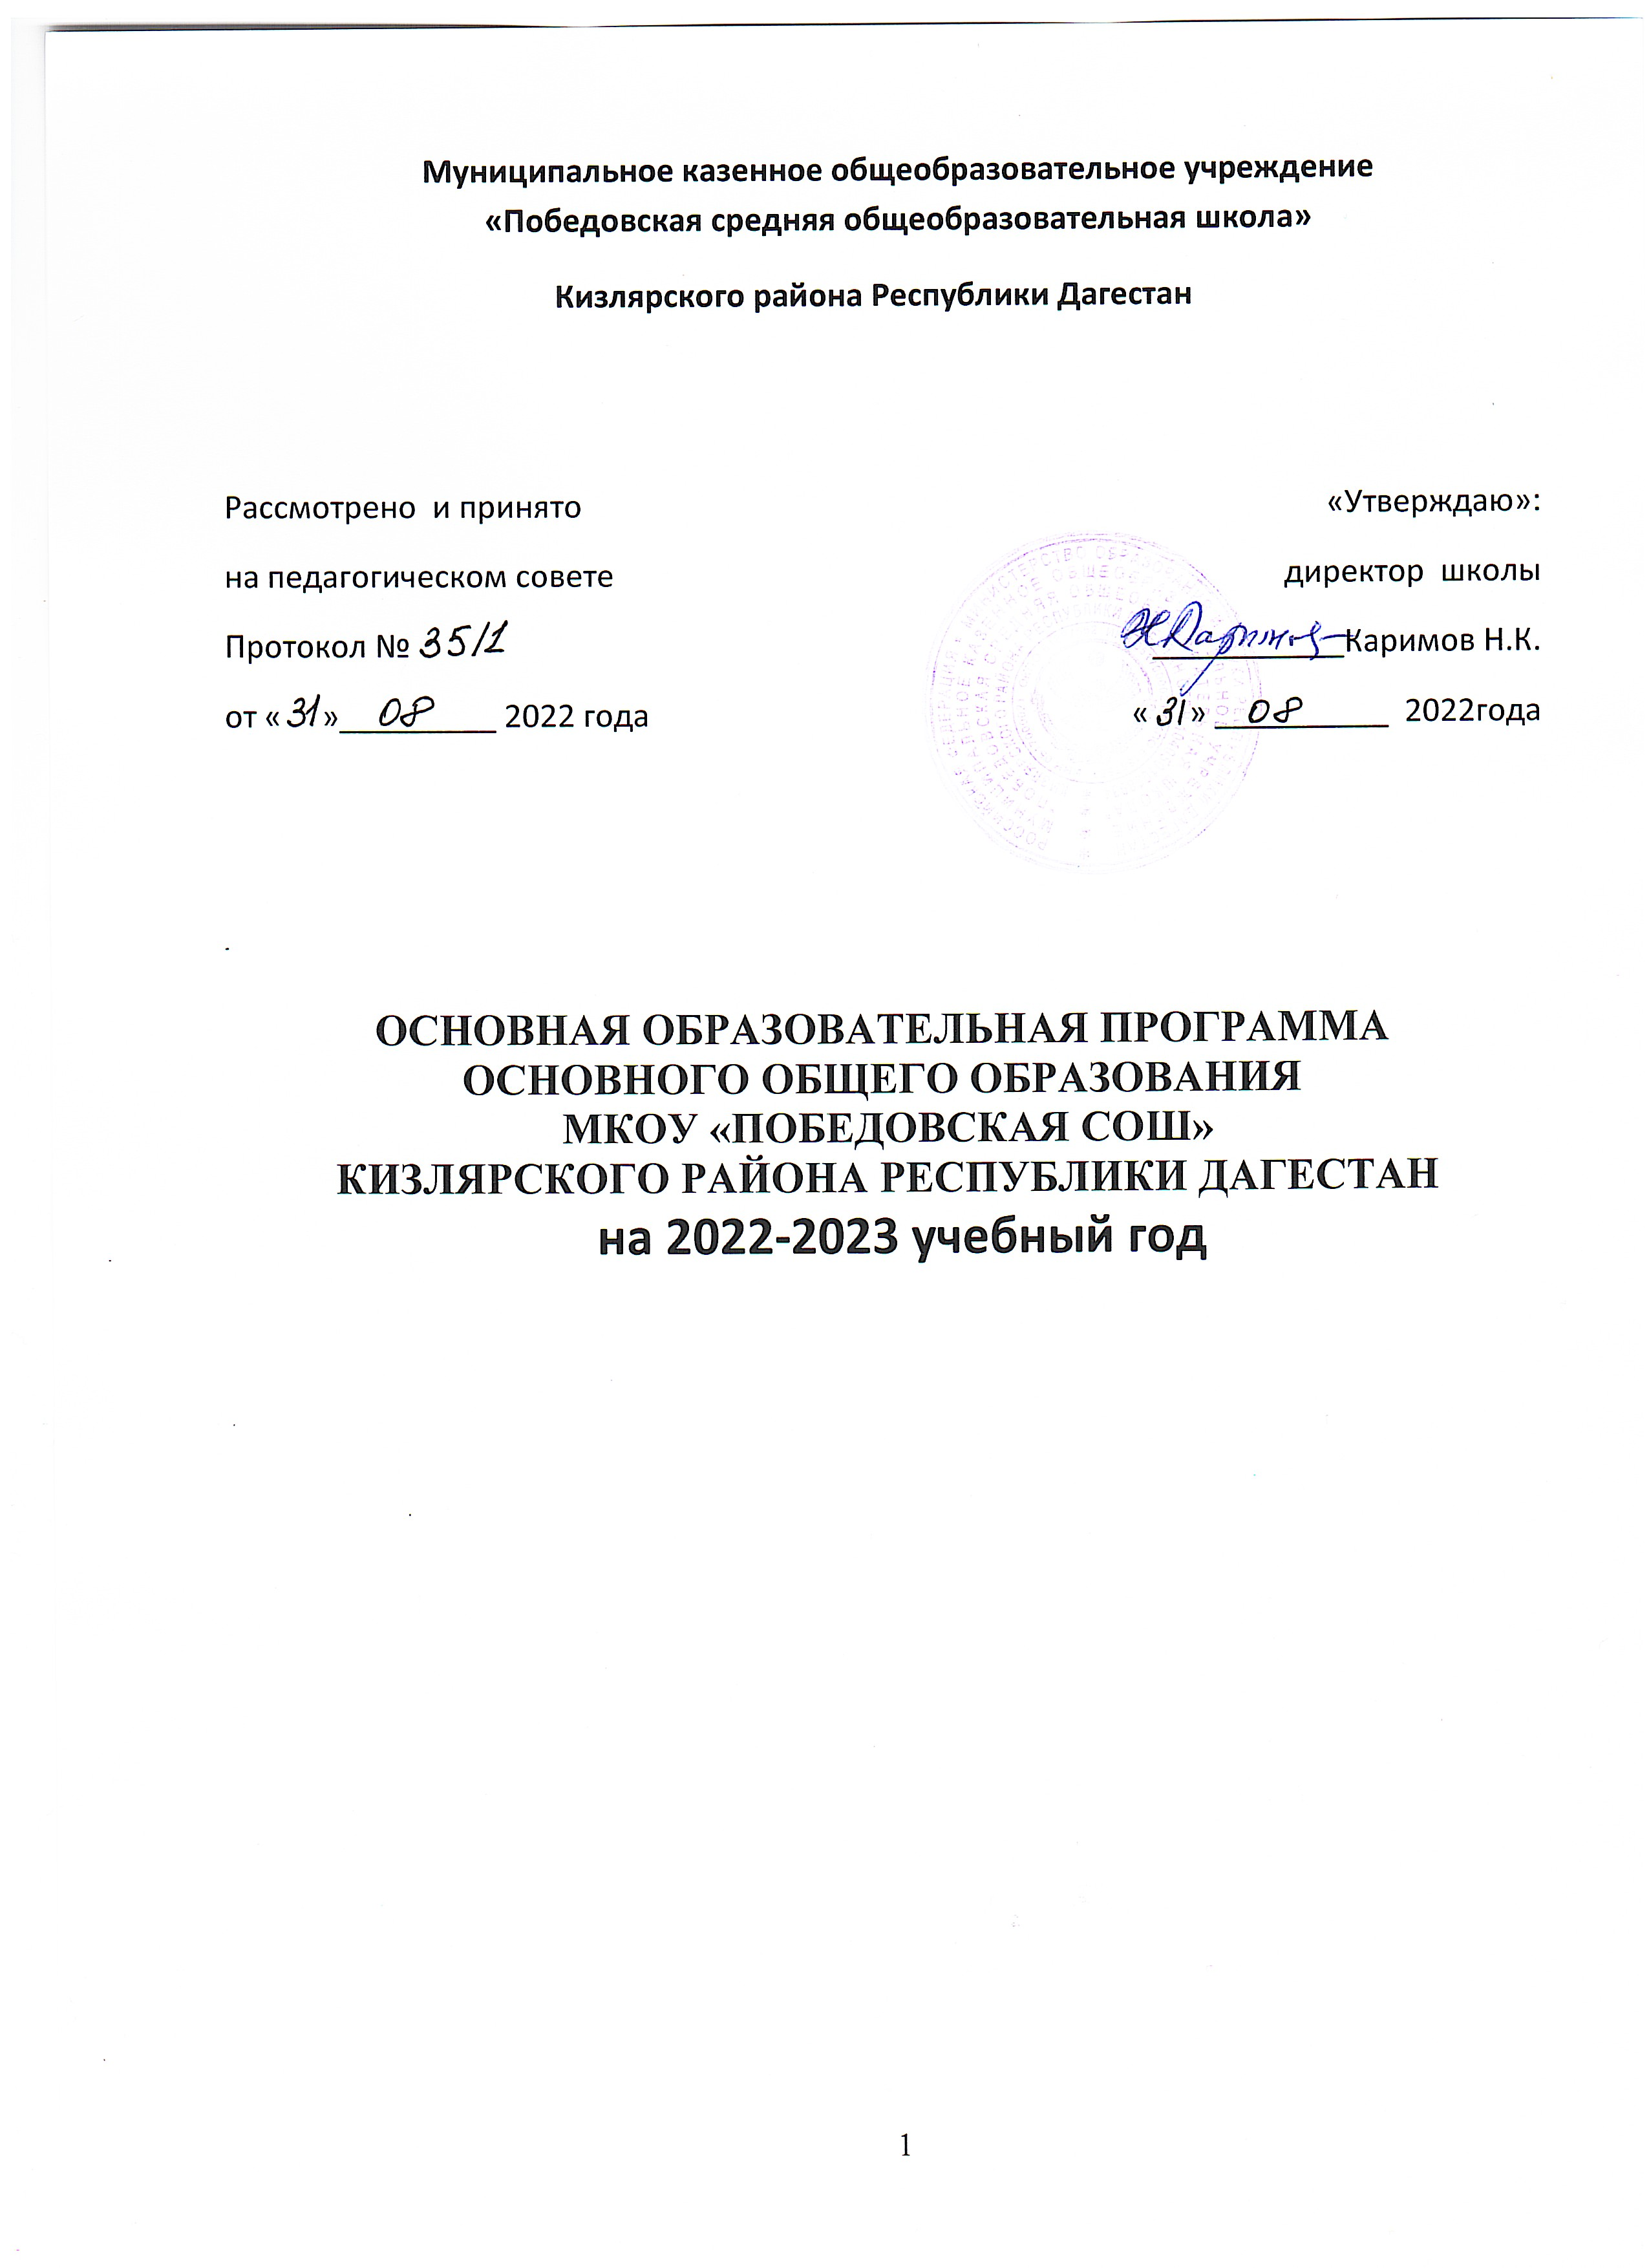 Муниципальное казенное общеобразовательное учреждение
«Победовская средняя общеобразовательная школа»
Кизлярского района Республики Дагестан
Рассмотрено и принято
на педагогическом совете
Протокол № 35/1
от « 31 » 08 2022 года
«Утверждаю»:
директор школы
Каримов Н.К.
« 31 » 08 2022года
ОСНОВНАЯ ОБРАЗОВАТЕЛЬНАЯ ПРОГРАММА
ОСНОВНОГО ОБЩЕГО ОБРАЗОВАНИЯ
МКОУ «ПОБЕДОВСКАЯ СОШ»
КИЗЛЯРСКОГО РАЙОНА РЕСПУБЛИКИ ДАГЕСТАН
на 2022-2023 учебный год
1